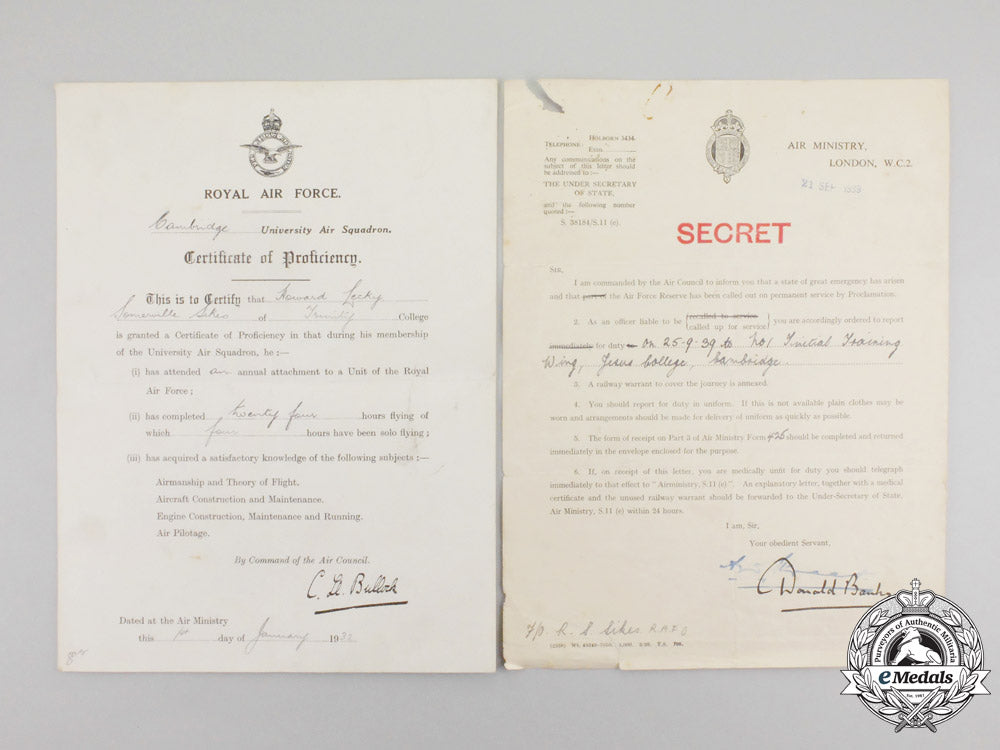 ROYAL AIR FORCE.
Cambridge University Air Squadron.
Certificate of Proficiency.
This is to Certify that Howard Lecky
Somerville Sikes of Trinity College
is granted a Certificate of Proficiency in that during his membership
of the University Air Squadron, he :—
(i) has attended an annual attachment to a Unit of the Royal
Air Force ;
(ii) has completed twenty four hours flying of
which four hours have been solo flying ;
(iii) has acquired a satisfactory knowledge of the following subjects :—
Airmanship and Theory of Flight.
Aircraft Construction and Maintenance.
Engine Construction, Maintenance and Running.
Air Pilotage.
By Command of the Air Council.
C. Ll. Bullock
Dated at the Air Ministry
this 1st day of January 1932
TELEPHONE: HOLBORN 3434.
Extn.
Any communications on the
subject of this letter should
be addressed to :—
THE UNDER SECRETARY
OF STATE,
and the following number
quoted :—
S. 38184/S.11 (e).
AIR MINISTRY,
LONDON, W.C.2.
21 SEP 1939
SECRET
SIR,
I am commanded by the Air Council to inform you that a state of great emergency has arisen
and that the Air Force Reserve has been called out on permanent service by Proclamation.
2. As an officer liable to be (recalled to service / called up for service) you are accordingly ordered to report
immediately for duty to on 25-9-39 to No 1 Initial Training
Wing, Jesus College, Cambridge.
3. A railway warrant to cover the journey is annexed.
4. You should report for duty in uniform. If this is not available plain clothes may be
worn and arrangements should be made for delivery of uniform as quickly as possible.
5. The form of receipt on Part 3 of Air Ministry Form 426 should be completed and returned
immediately in the envelope enclosed for the purpose.
6. If, on receipt of this letter, you are medically unfit for duty you should telegraph
immediately to that effect to "Airministry, S.11 (e)". An explanatory letter, together with a medical
certificate and the unused railway warrant should be forwarded to the Under-Secretary of State,
Air Ministry, S.11 (e) within 24 hours.
I am, Sir,
Your obedient Servant,
Donald Banks
F/O R. S. Sikes. R.A.F.O
Purveyors of Authentic Militaria
eMedals
Est. 1997